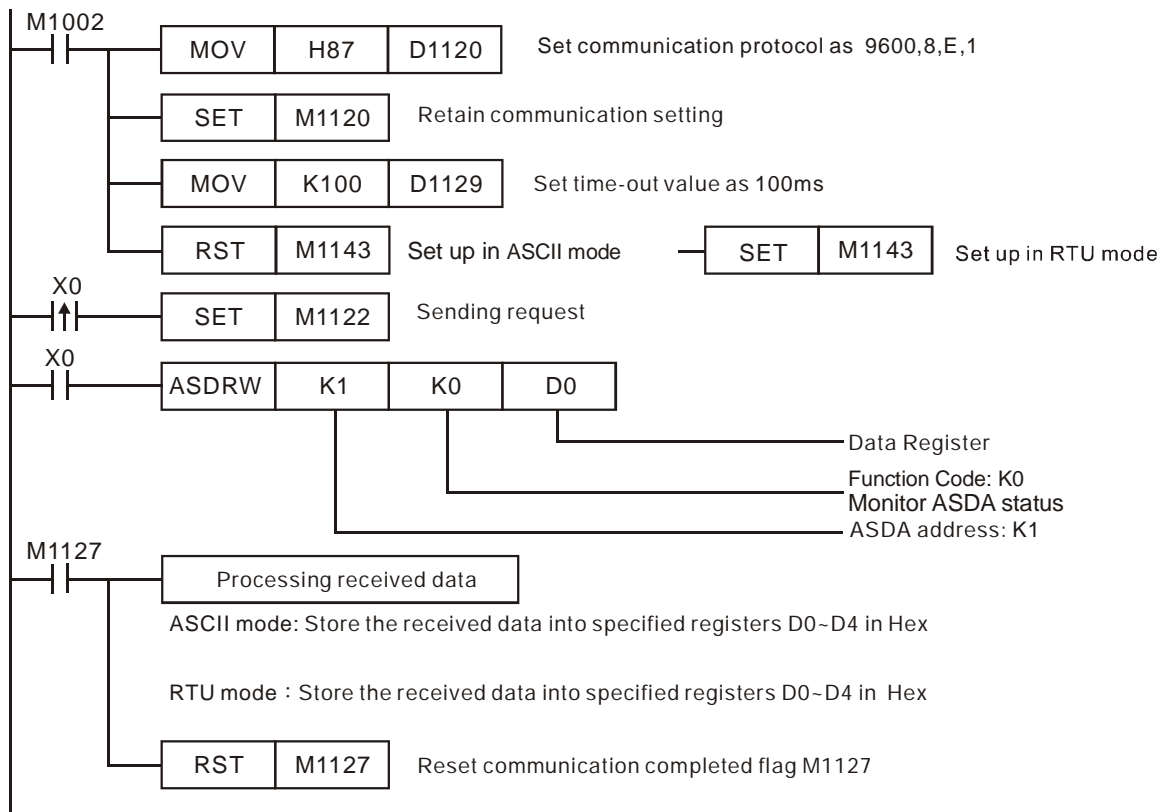 M1002
MOV H87 D1120 Set communication protocol as 9600,8,E,1
SET M1120 Retain communication setting
MOV K100 D1129 Set time-out value as 100ms
RST M1143 Set up in ASCII mode SET M1143 Set up in RTU mode
X0
SET M1122 Sending request
X0
ASDRW K1 K0 D0
Data Register
Function Code: K0
Monitor ASDA status
ASDA address: K1
M1127
Processing received data
ASCII mode: Store the received data into specified registers D0~D4 in Hex
RTU mode：Store the received data into specified registers D0~D4 in Hex
RST M1127 Reset communication completed flag M1127